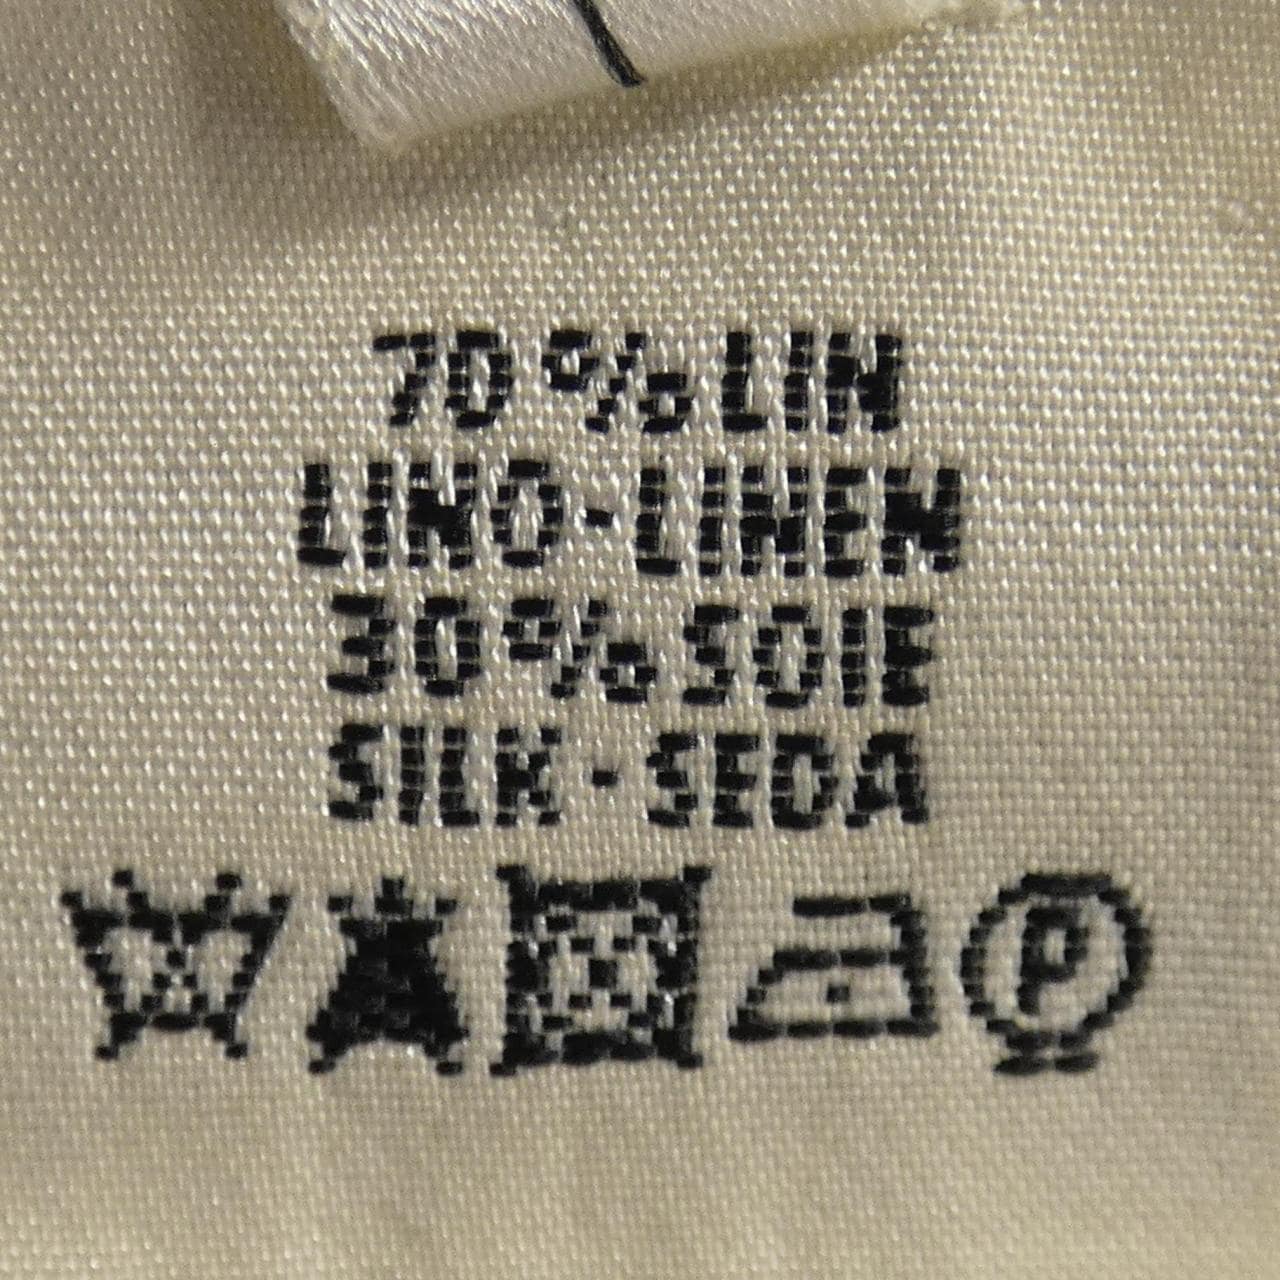 70% LIN
LINO-LINEN
30% SOIE
SILK-SEDA
P